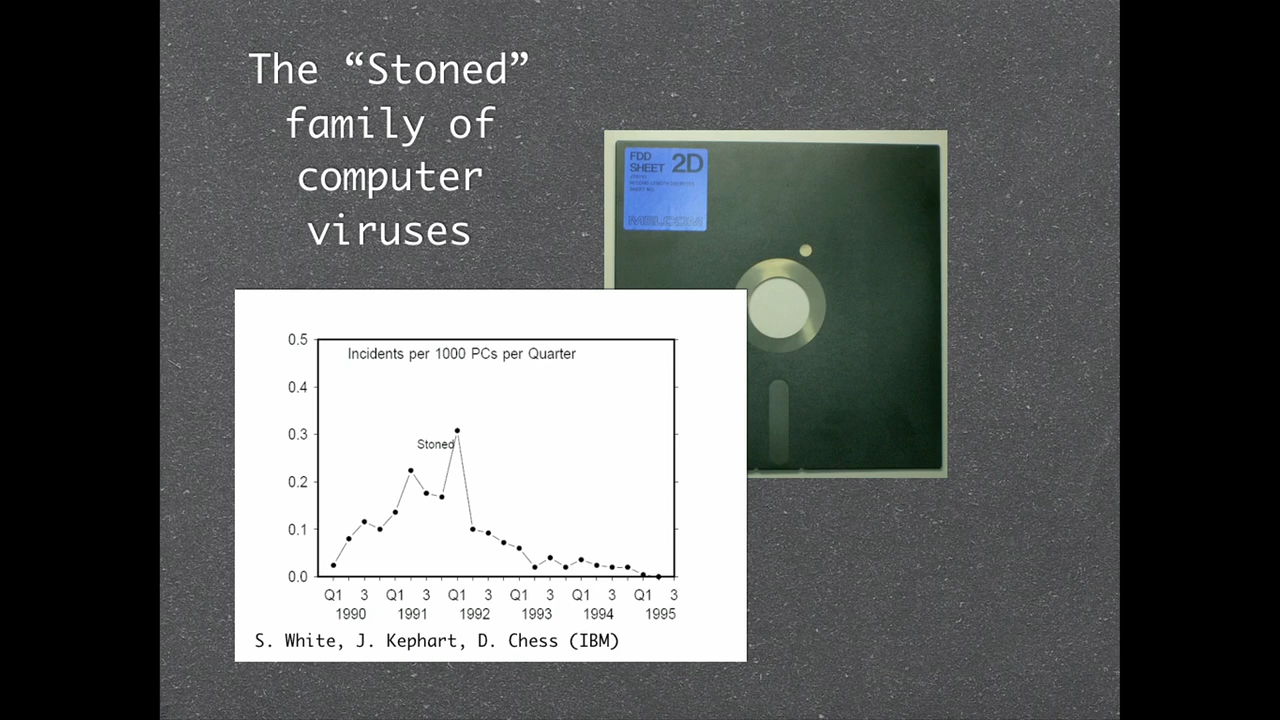 The “Stoned”
family of
computer
viruses
FDD
SHEET 2D
0.5
Incidents per 1000 PCs per Quarter
0.4
0.3
Stoned
0.2
0.1
0.0
Q1 3 Q1 3 Q1 3 Q1 3 Q1 3 Q1 3
1990 1991 1992 1993 1994 1995
S. White, J. Kephart, D. Chess (IBM)